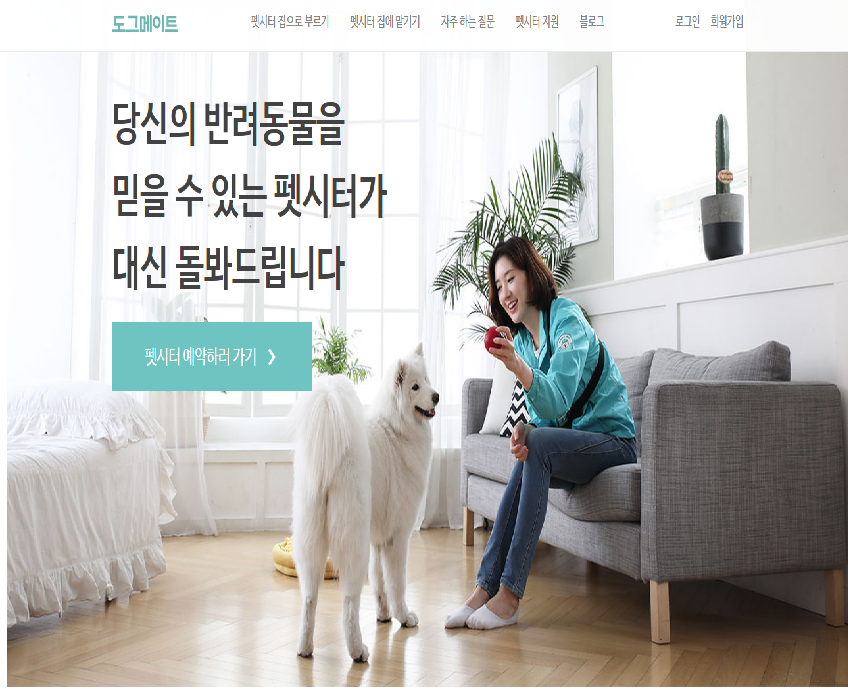 도그메이트
펫시터 집으로 부르기
펫시터 집에 맡기기
자주 하는 질문
펫시터 지원
블로그
로그인
회원가입
당신의 반려동물을
믿을 수 있는 펫시터가
대신 돌봐드립니다
펫시터 예약하러 가기 ❯